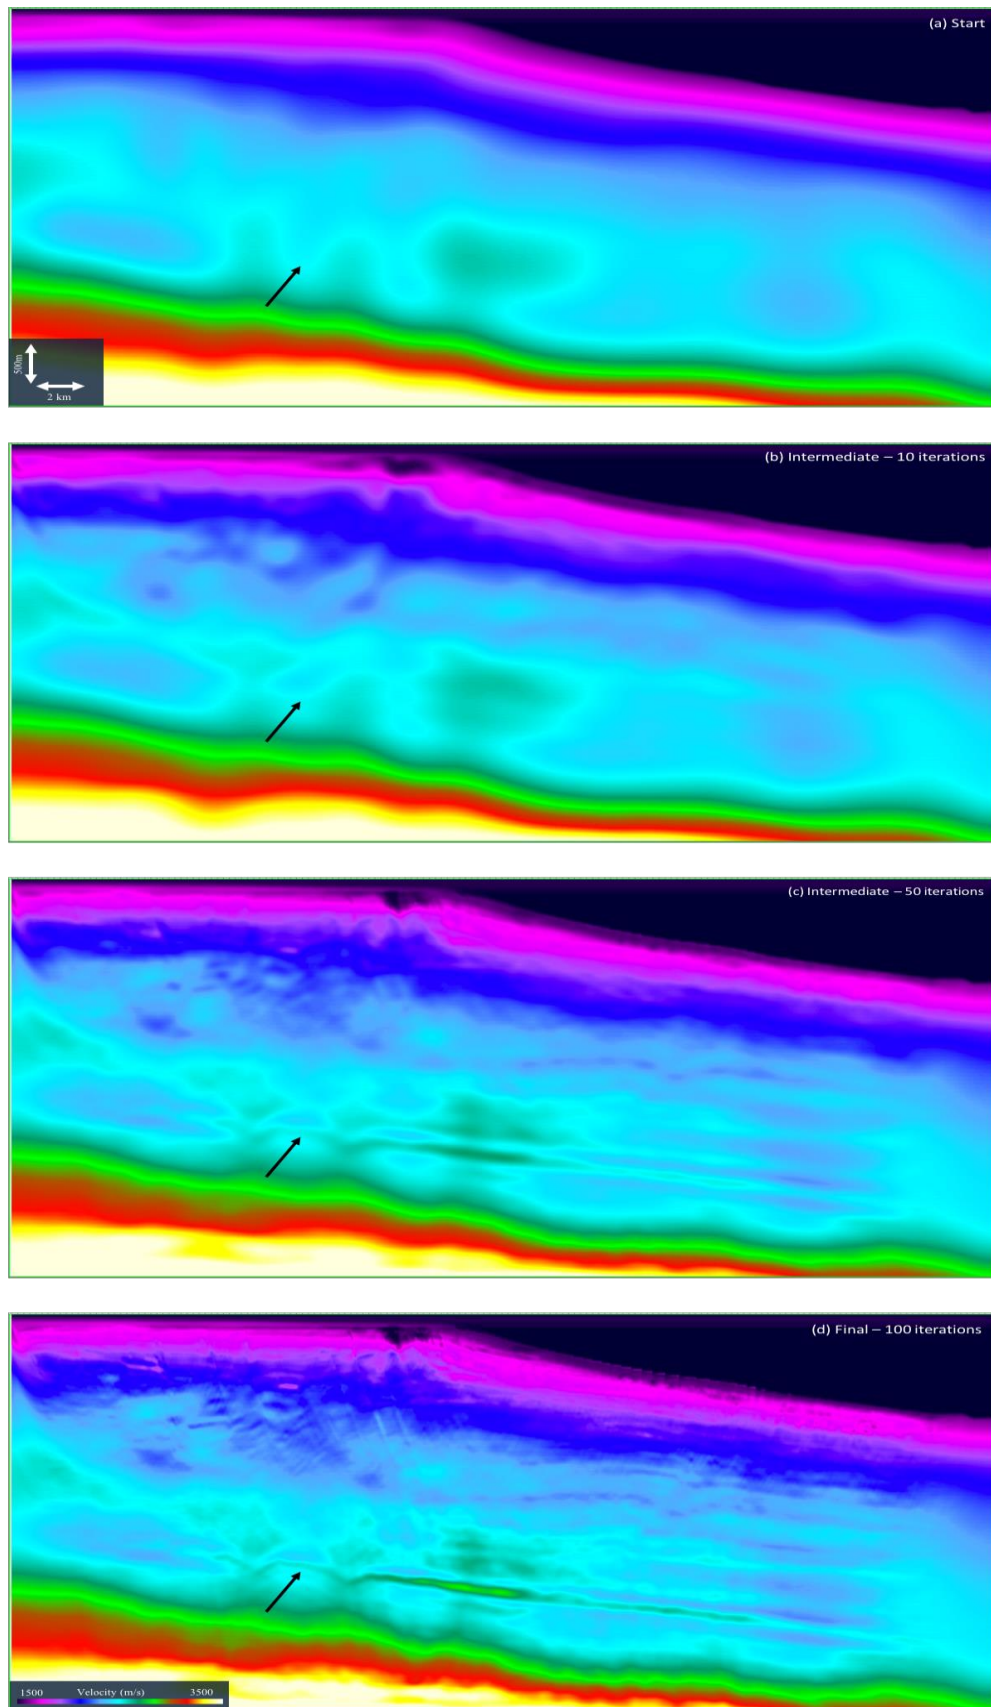 (a) Start
500m
2 km
(b) Intermediate – 10 iterations
(c) Intermediate – 50 iterations
(d) Final – 100 iterations
1500 Velocity (m/s) 3500